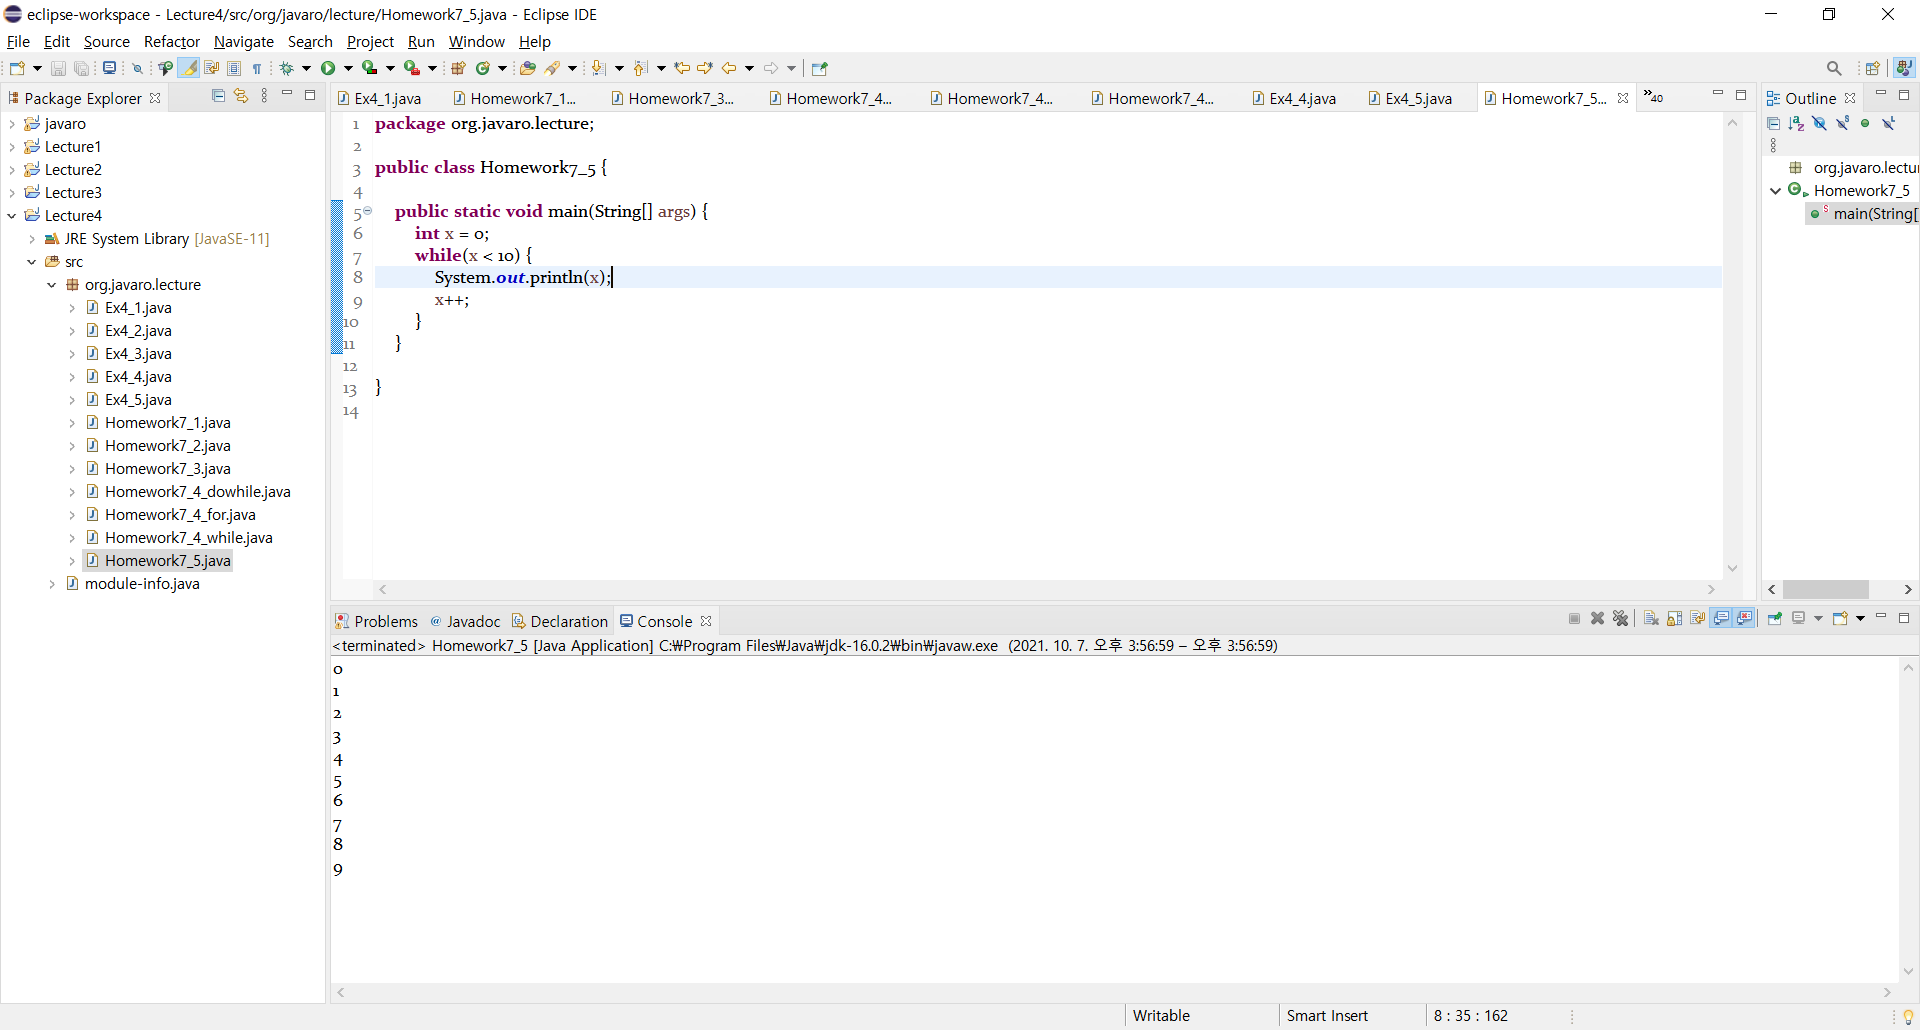 eclipse-workspace - Lecture4/src/org/javaro/lecture/Homework7_5.java - Eclipse IDE
File Edit Source Refactor Navigate Search Project Run Window Help
Package Explorer
javaro
Lecture1
Lecture2
Lecture3
Lecture4
JRE System Library [JavaSE-11]
src
org.javaro.lecture
Ex4_1.java
Ex4_2.java
Ex4_3.java
Ex4_4.java
Ex4_5.java
Homework7_1.java
Homework7_2.java
Homework7_3.java
Homework7_4_dowhile.java
Homework7_4_for.java
Homework7_4_while.java
Homework7_5.java
module-info.java
Ex4_1.java Homework7_1... Homework7_3... Homework7_4... Homework7_4... Homework7_4... Ex4_4.java Ex4_5.java Homework7_5... »40
1 package org.javaro.lecture;
2
3 public class Homework7_5 {
4
5 public static void main(String[] args) {
6 int x = 0;
7 while(x < 10) {
8 System.out.println(x);
9 x++;
10 }
11 }
12
13 }
14
Outline
org.javaro.lectu
Homework7_5
main(String[
Problems @ Javadoc Declaration Console
<terminated> Homework7_5 [Java Application] C:₩Program Files₩Java₩jdk-16.0.2₩bin₩javaw.exe (2021. 10. 7. 오후 3:56:59 – 오후 3:56:59)
0
1
2
3
4
5
6
7
8
9
Writable Smart Insert 8 : 35 : 162